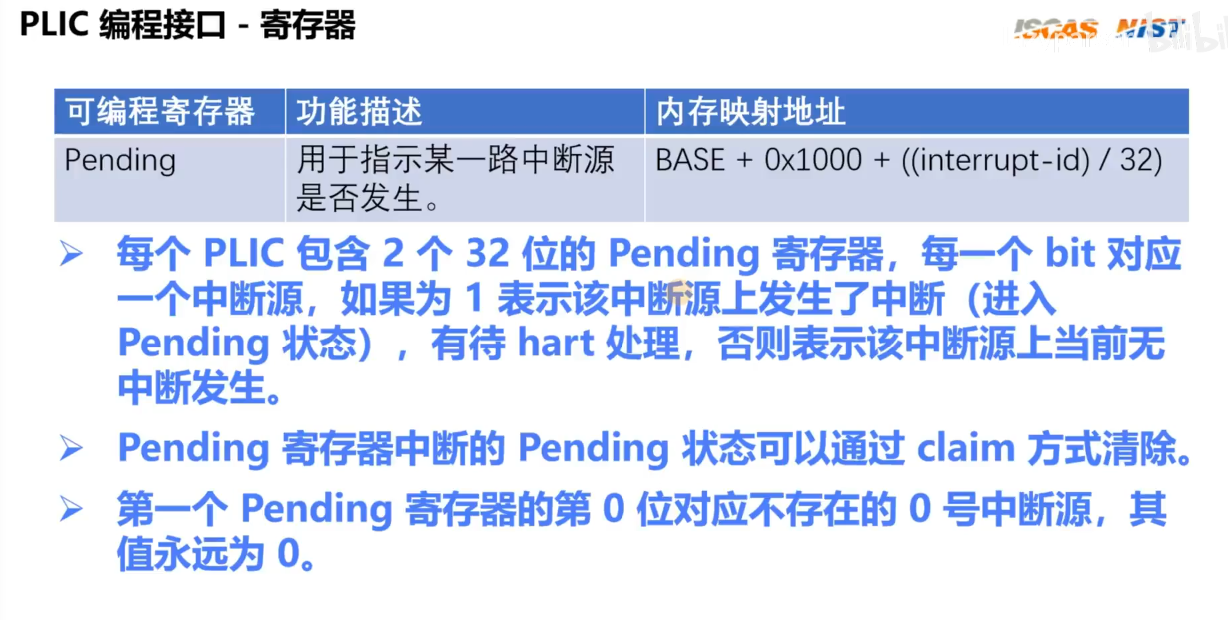 PLIC 编程接口 - 寄存器
ISCAS NIST
bilibili
可编程寄存器 功能描述 内存映射地址
Pending 用于指示某一路中断源 BASE + 0x1000 + ((interrupt-id) / 32)
是否发生。
每个 PLIC 包含 2 个 32 位的 Pending 寄存器，每一个 bit 对应
一个中断源，如果为 1 表示该中断源上发生了中断（进入
Pending 状态），有待 hart 处理，否则表示该中断源上当前无
中断发生。
Pending 寄存器中断的 Pending 状态可以通过 claim 方式清除。
第一个 Pending 寄存器的第 0 位对应不存在的 0 号中断源，其
值永远为 0。